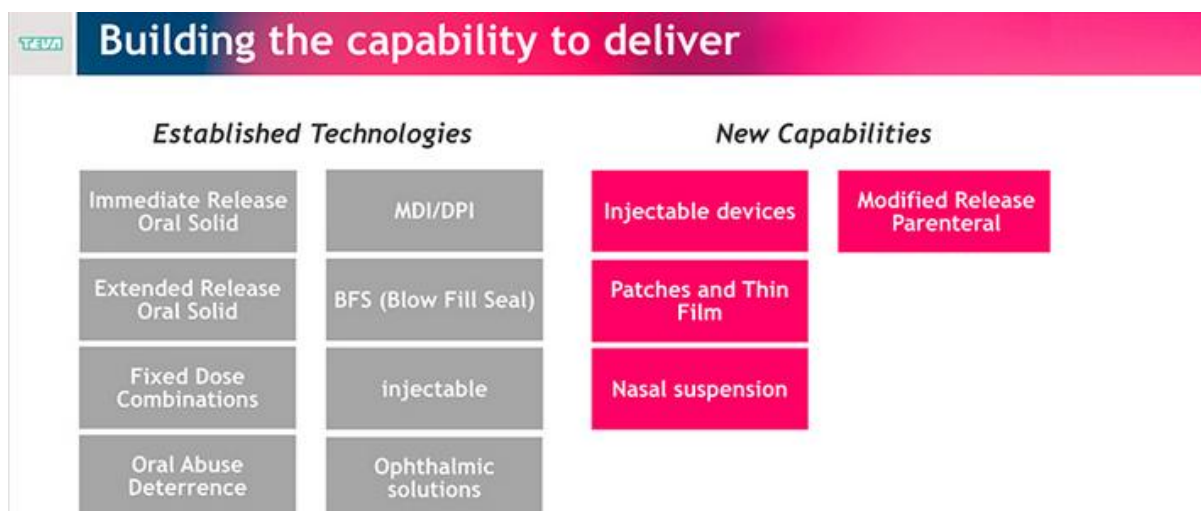 TEVA
Building the capability to deliver
Established Technologies
New Capabilities
Immediate Release
Oral Solid
MDI/DPI
Injectable devices
Modified Release
Parenteral
Extended Release
Oral Solid
BFS (Blow Fill Seal)
Patches and Thin
Film
Fixed Dose
Combinations
injectable
Nasal suspension
Oral Abuse
Deterrence
Ophthalmic
solutions